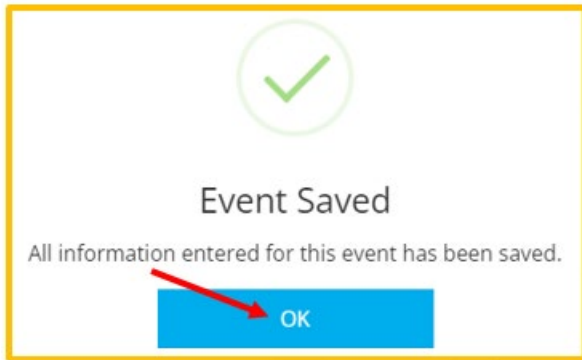 Event Saved
All information entered for this event has been saved.
OK